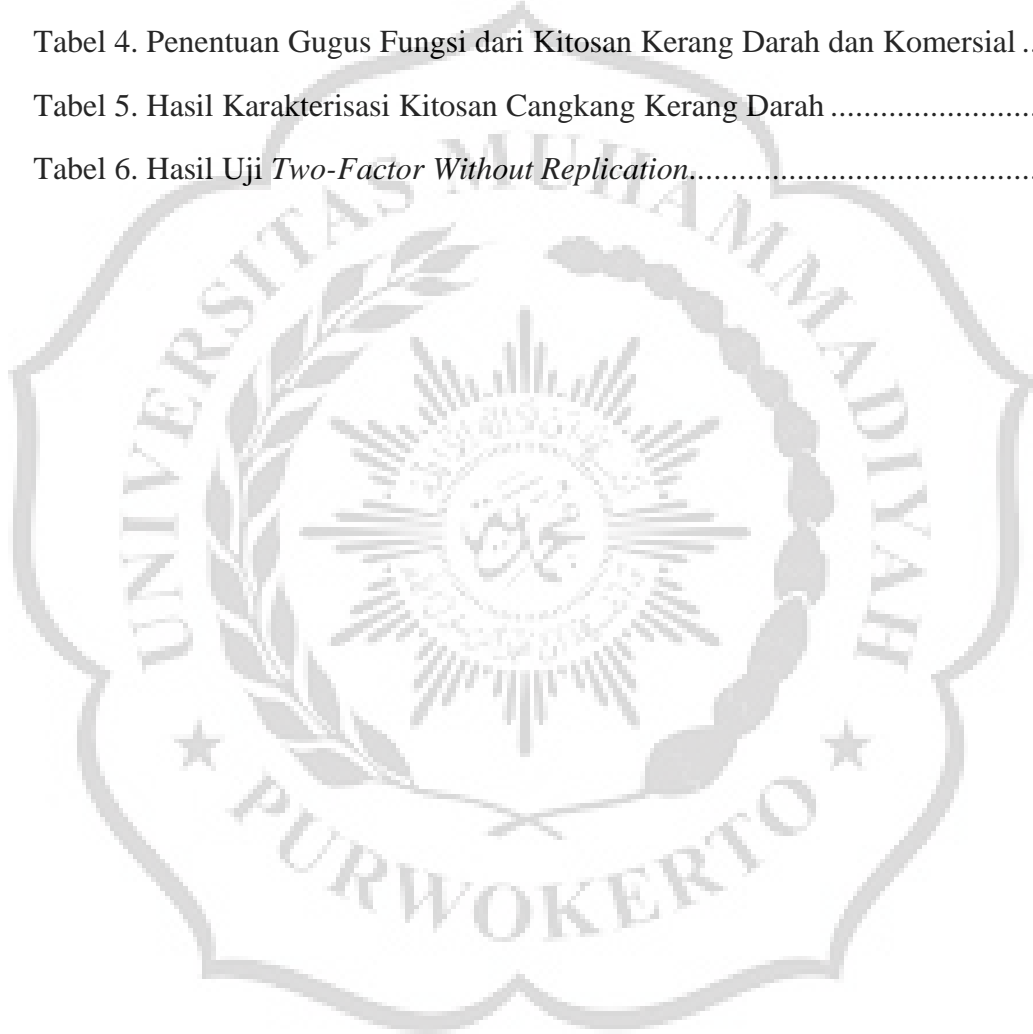 Tabel 4. Penentuan Gugus Fungsi dari Kitosan Kerang Darah dan Komersial ..
Tabel 5. Hasil Karakterisasi Kitosan Cangkang Kerang Darah .........................
Tabel 6. Hasil Uji Two-Factor Without Replication..........................................
UNIVERSITAS MUHAMMADIYAH
PURWOKERTO